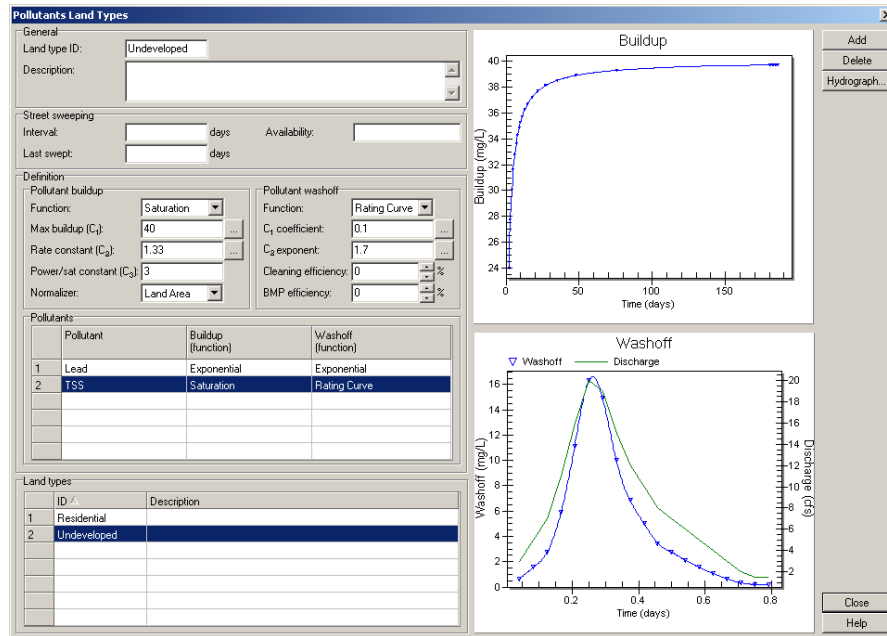 Pollutants Land Types
General
Land type ID: Undeveloped
Description:
Street sweeping
Interval: days Availability:
Last swept: days
Definition
Pollutant buildup
Function: Saturation
Max buildup (C₁): 40 ...
Rate constant (C₂): 1.33 ...
Power/sat constant (C₃): 3
Normalizer: Land Area
Pollutant washoff
Function: Rating Curve
C₁ coefficient: 0.1 ...
C₂ exponent: 1.7 ...
Cleaning efficiency: 0 %
BMP efficiency: 0 %
Pollutants
Pollutant Buildup (function) Washoff (function)
1 Lead Exponential Exponential
2 TSS Saturation Rating Curve
Land types
ID Description
1 Residential
2 Undeveloped
Buildup
Buildup (mg/L)
40
38
36
34
32
30
28
26
24
0 50 100 150
Time (days)
Washoff
Washoff Discharge
Washoff (mg/L)
16
14
12
10
8
6
4
2
0
20
18
16
14
12
10
8
6
4
2
Discharge (cfs)
0.2 0.4 0.6 0.8
Time (days)
Add
Delete
Hydrograph...
Close
Help